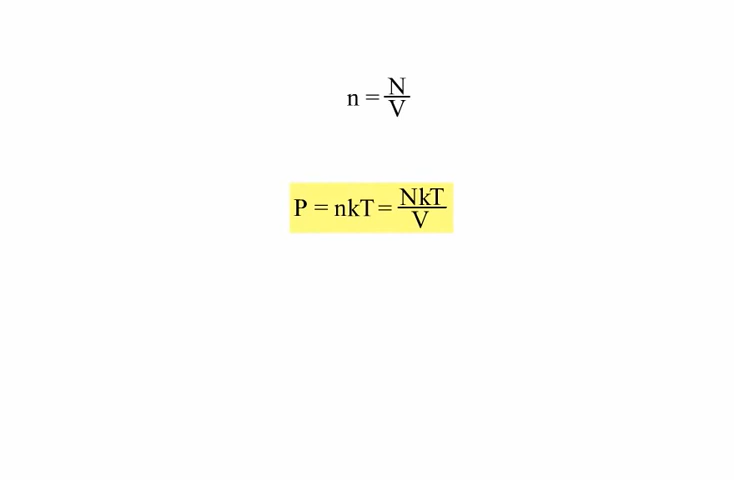 n = N/V
P = nkT = NkT/V